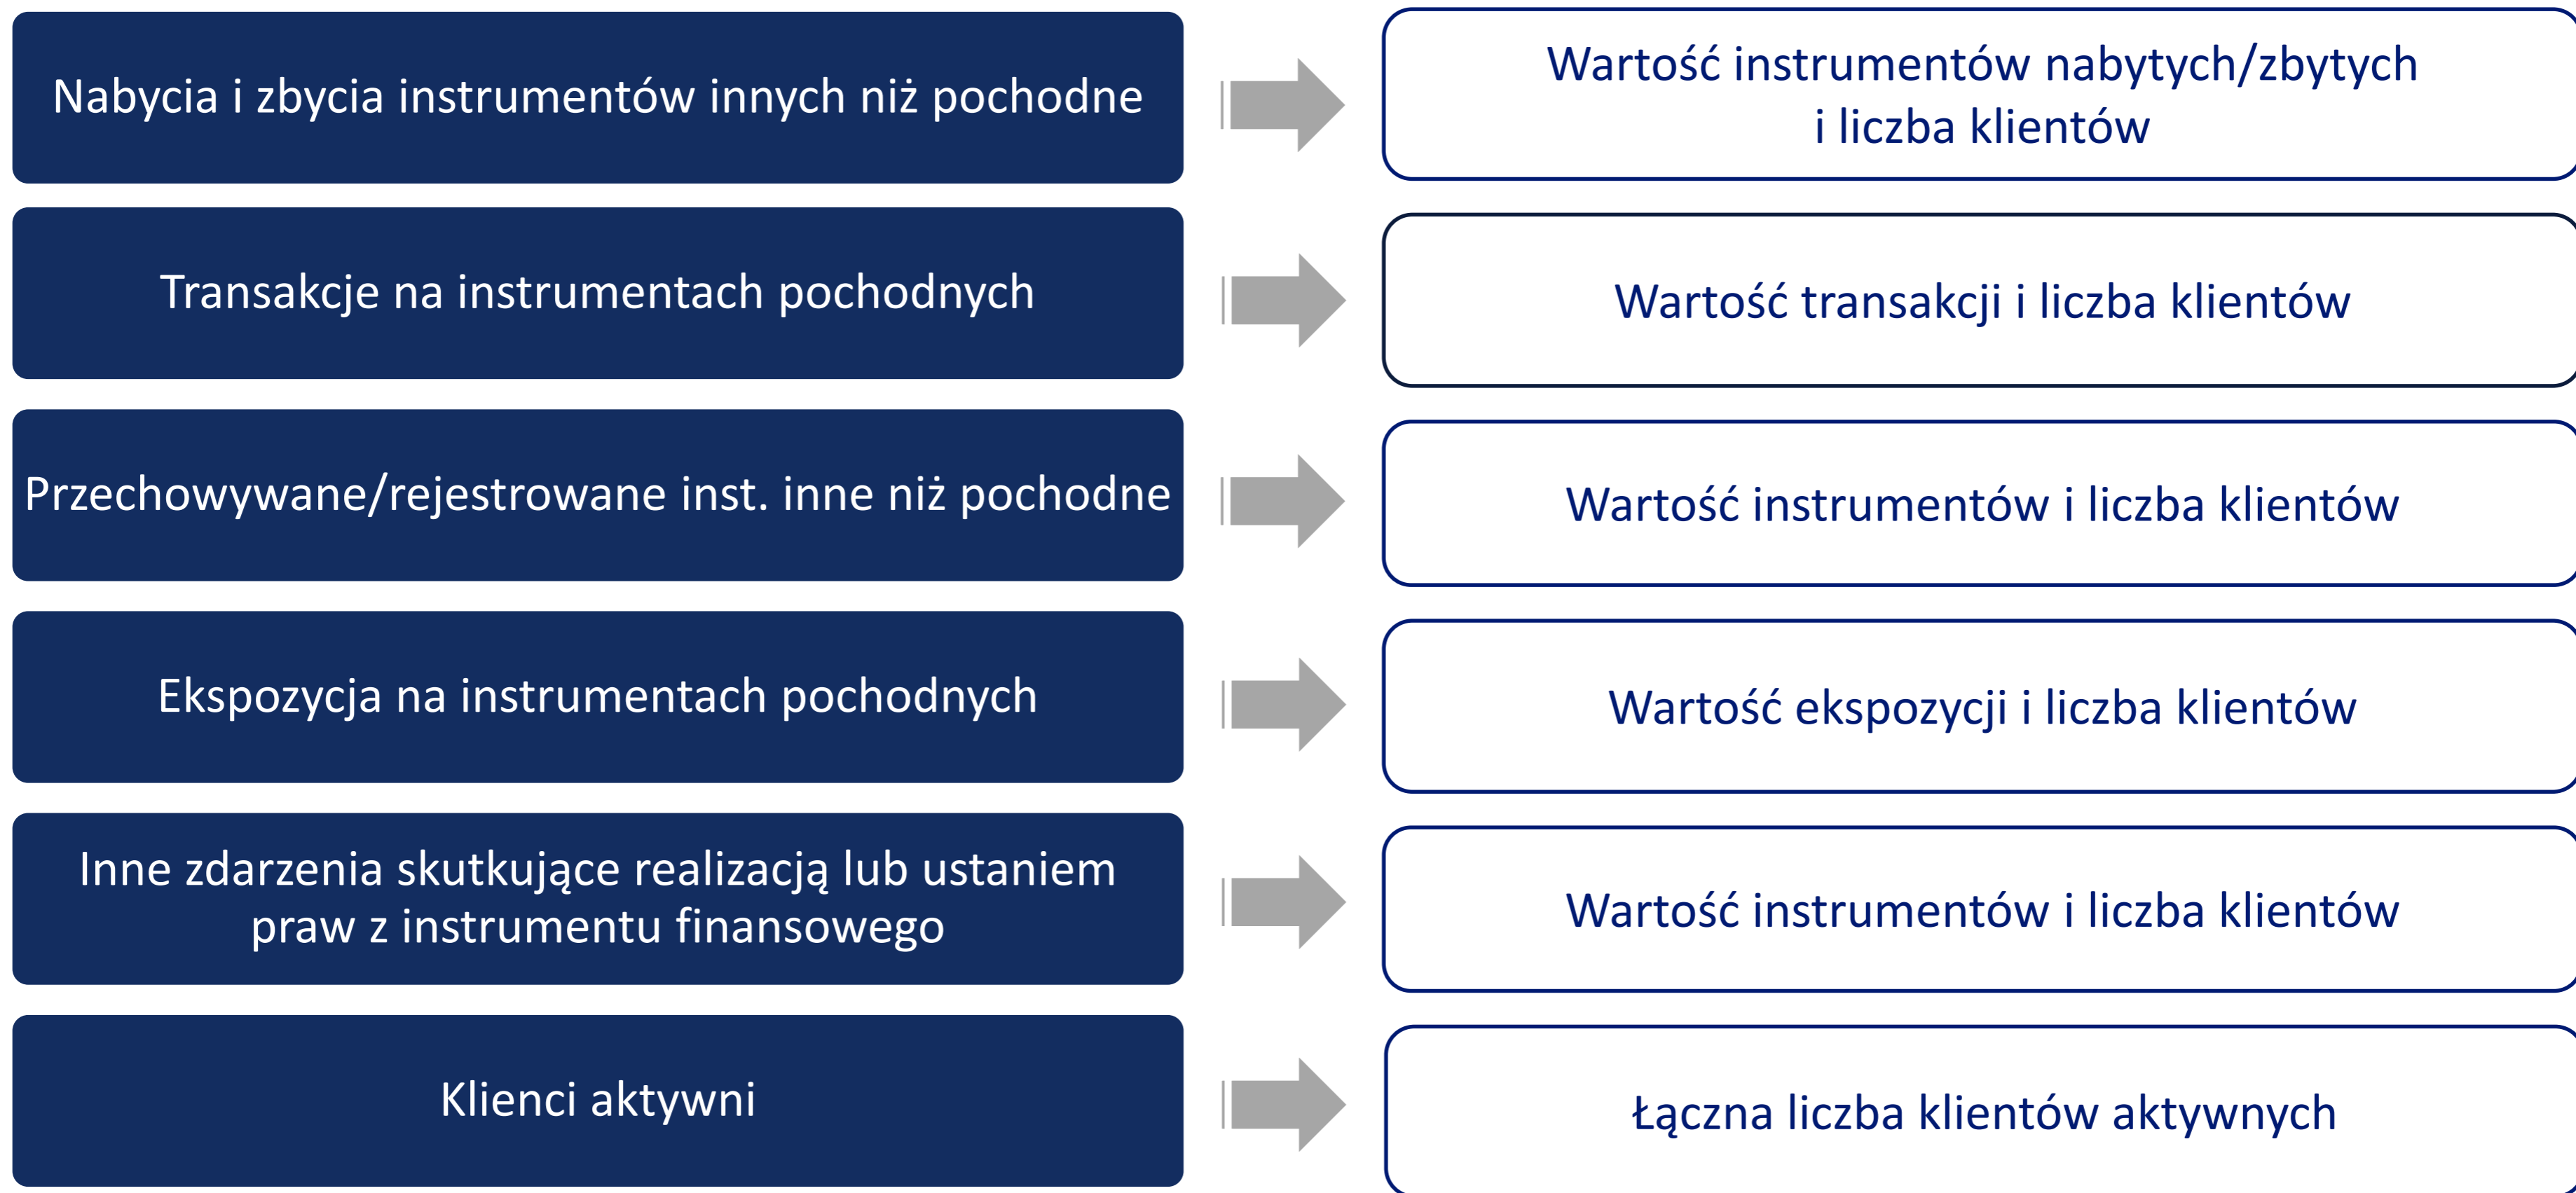 Nabycia i zbycia instrumentów innych niż pochodne
Wartość instrumentów nabytych/zbytych
i liczba klientów
Transakcje na instrumentach pochodnych
Wartość transakcji i liczba klientów
Przechowywane/rejestrowane inst. inne niż pochodne
Wartość instrumentów i liczba klientów
Ekspozycja na instrumentach pochodnych
Wartość ekspozycji i liczba klientów
Inne zdarzenia skutkujące realizacją lub ustaniem
praw z instrumentu finansowego
Wartość instrumentów i liczba klientów
Klienci aktywni
Łączna liczba klientów aktywnych